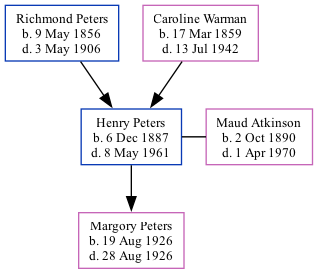 Richmond Peters
b. 9 May 1856
d. 3 May 1906
Caroline Warman
b. 17 Mar 1859
d. 13 Jul 1942
Henry Peters
b. 6 Dec 1887
d. 8 May 1961
Maud Atkinson
b. 2 Oct 1890
d. 1 Apr 1970
Margory Peters
b. 19 Aug 1926
d. 28 Aug 1926